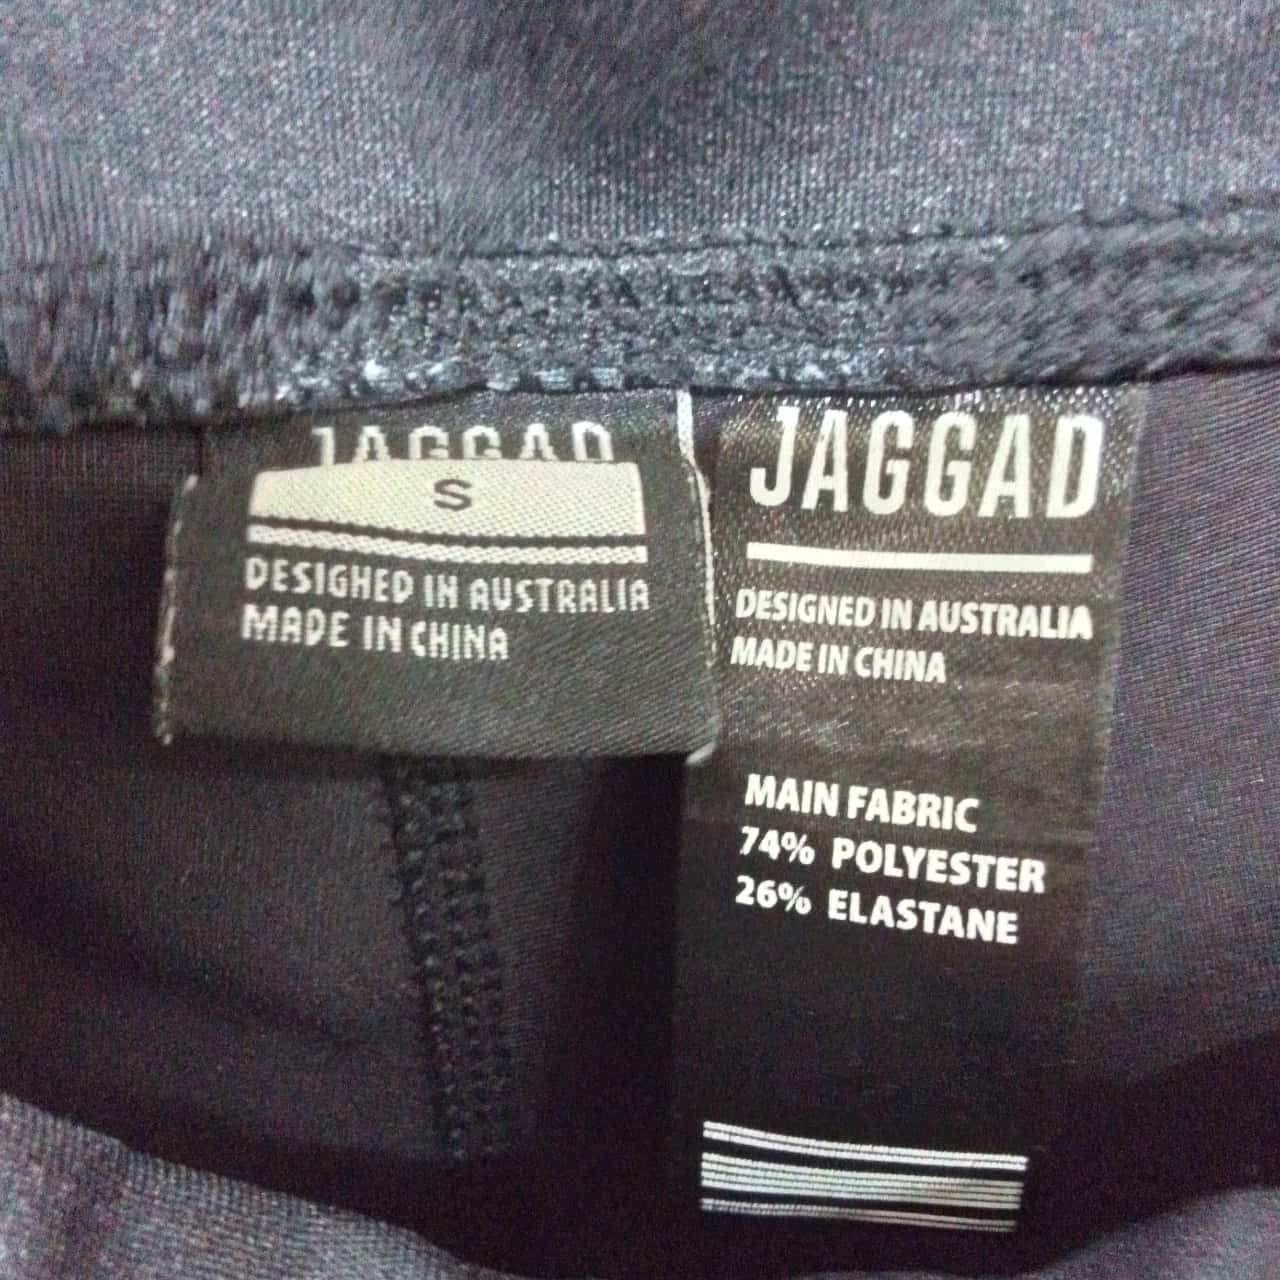 JAGGAD
S
DESIGNED IN AUSTRALIA
MADE IN CHINA
JAGGAD
DESIGNED IN AUSTRALIA
MADE IN CHINA
MAIN FABRIC
74% POLYESTER
26% ELASTANE